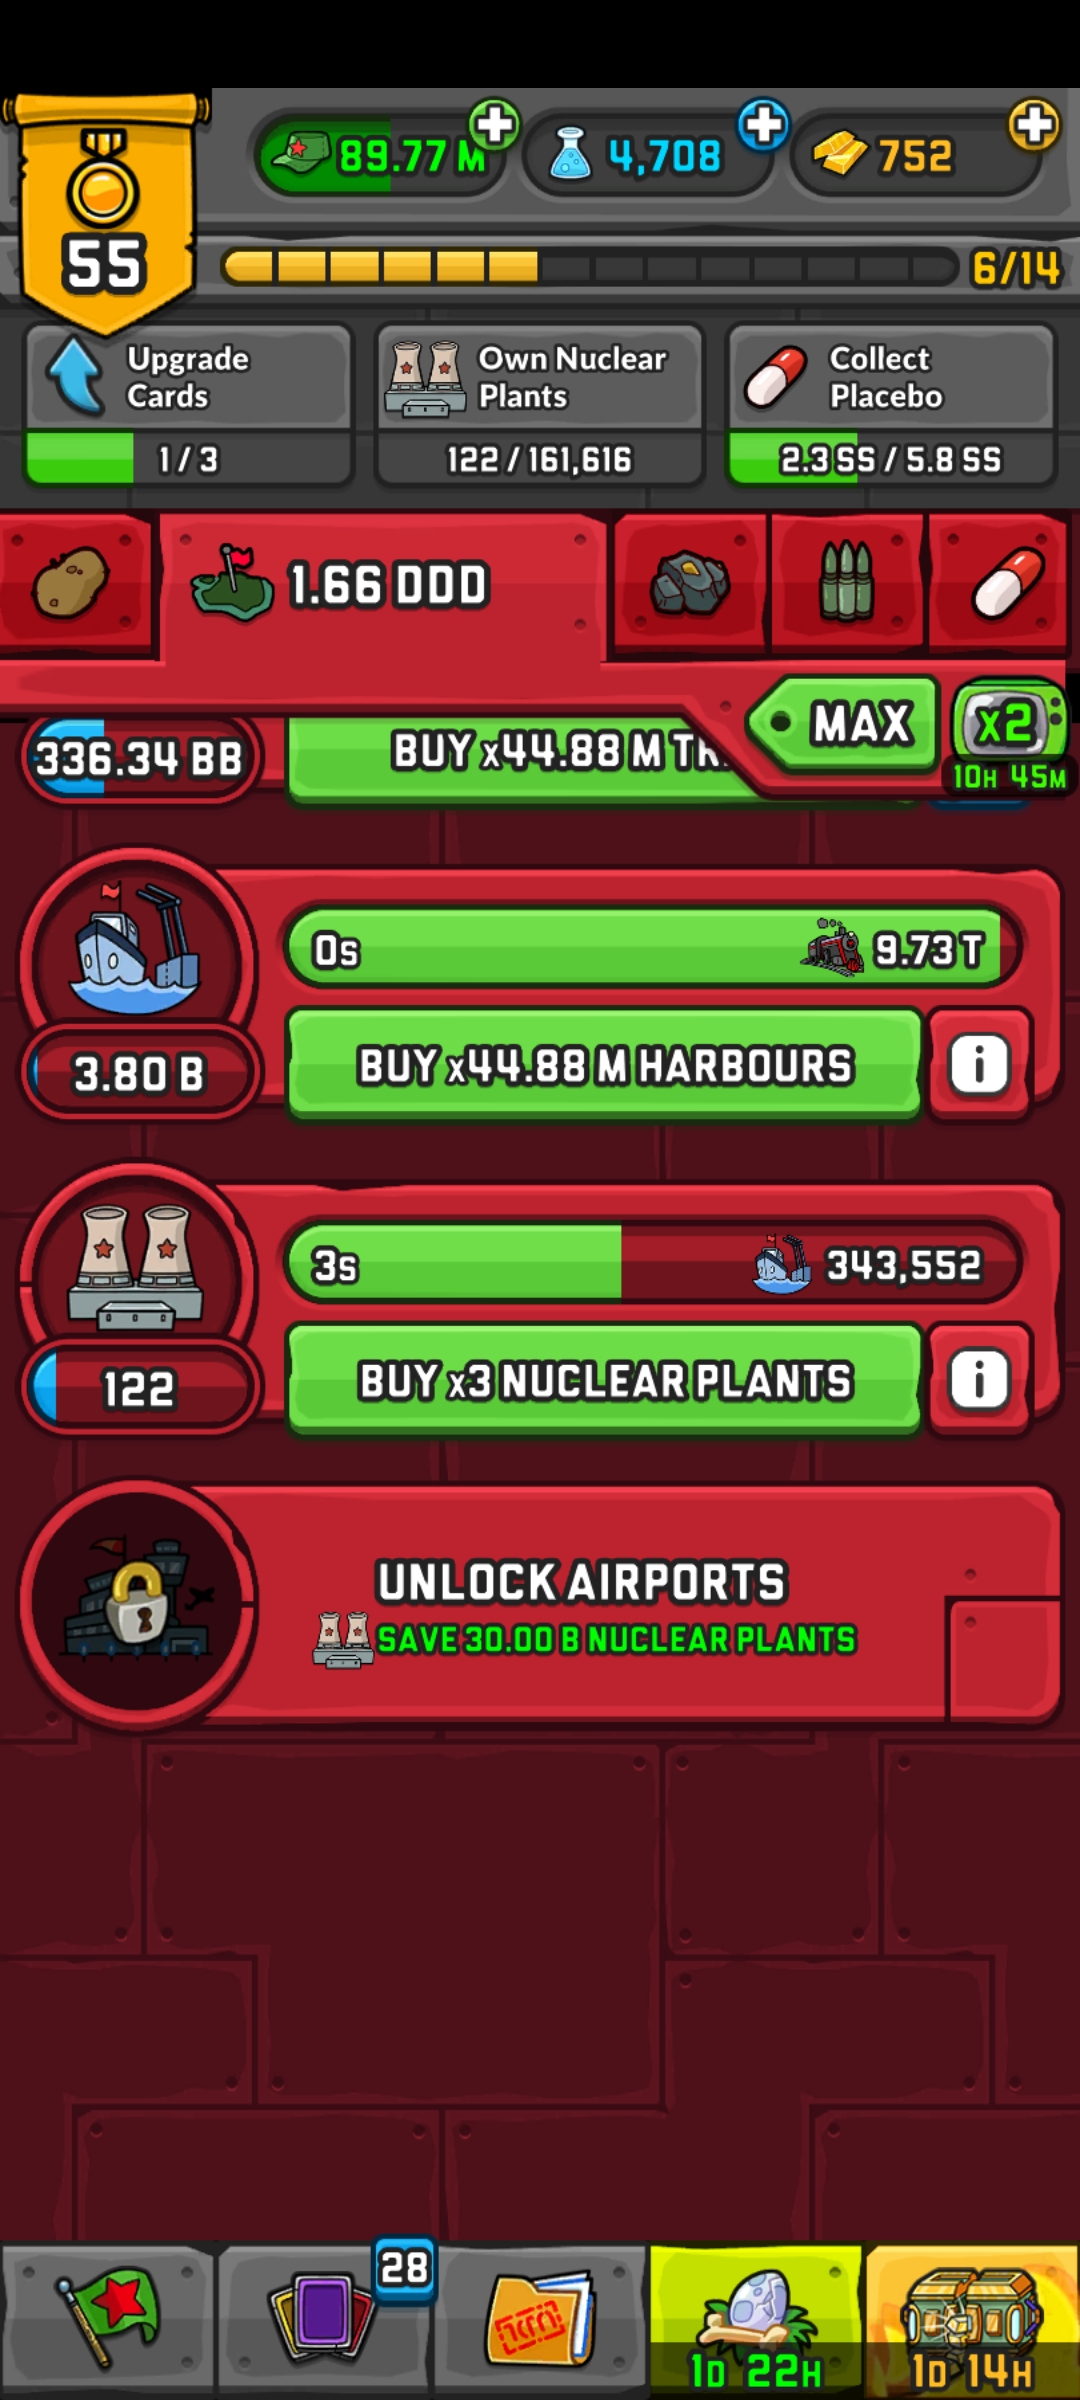 89.77 M
4,708
752
55
6/14
Upgrade
Cards
Own Nuclear
Plants
Collect
Placebo
1 / 3
122 / 161,616
2.3 SS / 5.8 SS
1.66 DDD
MAX
X2
10H 45M
336.34 BB
BUY x44.88 M
0s
9.73 T
3.80 B
BUY x44.88 M HARBOURS
i
3s
343,552
122
BUY x3 NUCLEAR PLANTS
i
UNLOCK AIRPORTS
SAVE 30.00 B NUCLEAR PLANTS
28
1D 22H
1D 14H